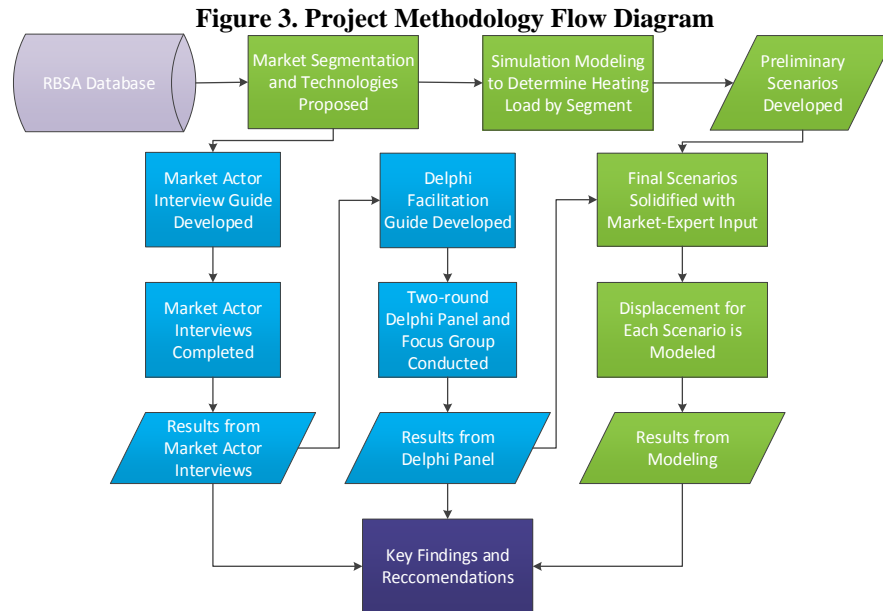 Figure 3. Project Methodology Flow Diagram
RBSA Database
Market Segmentation
and Technologies
Proposed
Simulation Modeling
to Determine Heating
Load by Segment
Preliminary
Scenarios
Developed
Market Actor
Interview Guide
Developed
Delphi
Facilitation
Guide Developed
Final Scenarios
Solidified with
Market-Expert Input
Market Actor
Interviews
Completed
Two-round
Delphi Panel and
Focus Group
Conducted
Displacement for
Each Scenario is
Modeled
Results from
Market Actor
Interviews
Results from
Delphi Panel
Results from
Modeling
Key Findings and
Reccomendations